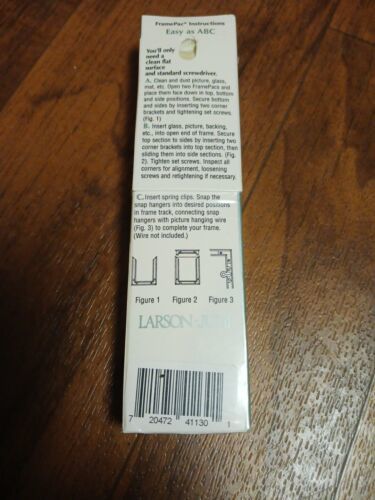 FramePac® Instructions
Easy as ABC
You'll only
need a
clean flat
surface
and standard screwdriver.
A. Clean and dust picture, glass,
mat, etc. Open two FramePacs and
place them face down in top, bottom
and side positions. Secure bottom
and sides by inserting two corner
brackets and tightening set screws.
(Fig. 1)
B. Insert glass, picture, backing,
etc., into open end of frame. Secure
top section to sides by inserting two
corner brackets into top section, then
sliding them into side sections. (Fig.
2). Tighten set screws. Inspect all
corners for alignment, loosening
screws and retightening if necessary.
C. Insert spring clips. Snap the
snap hangers into desired positions
in frame track, connecting snap
hangers with picture hanging wire
(Fig. 3) to complete your frame.
(Wire not included.)
Figure 1 Figure 2 Figure 3
LARSON-JUHL
7 20472 41130 1